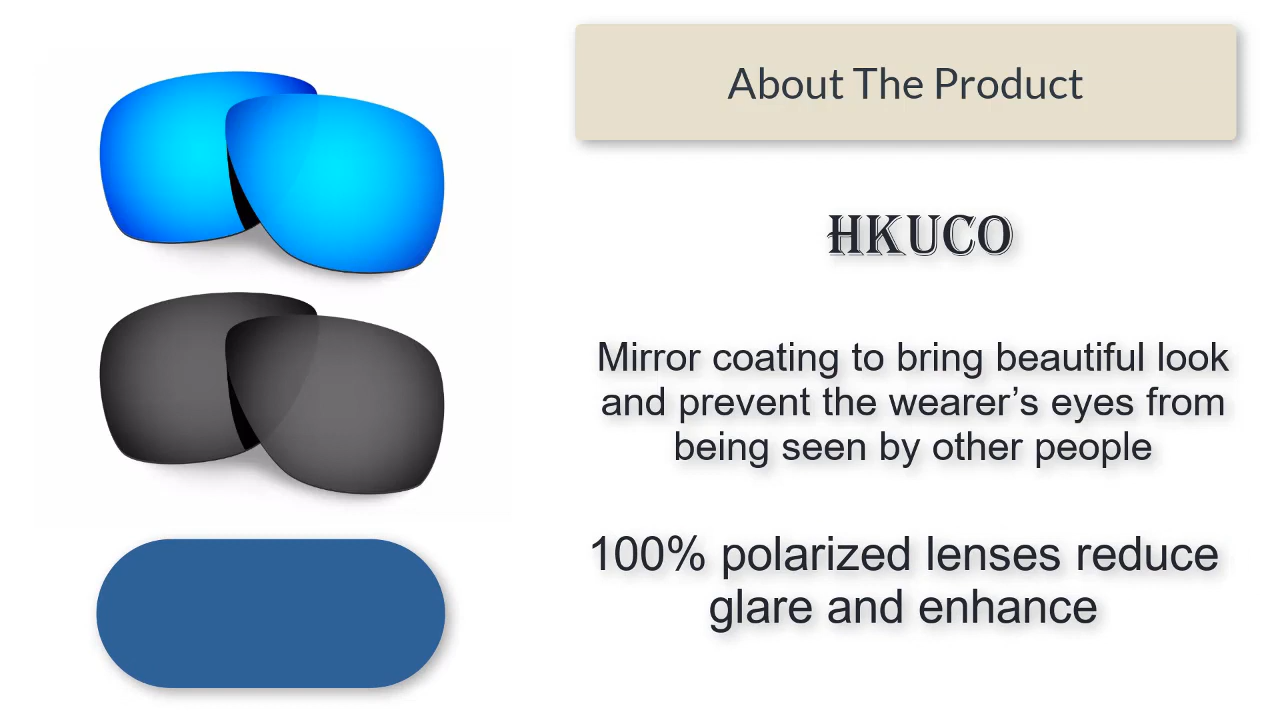 About The Product
HKUCO
Mirror coating to bring beautiful look
and prevent the wearer’s eyes from
being seen by other people
100% polarized lenses reduce
glare and enhance